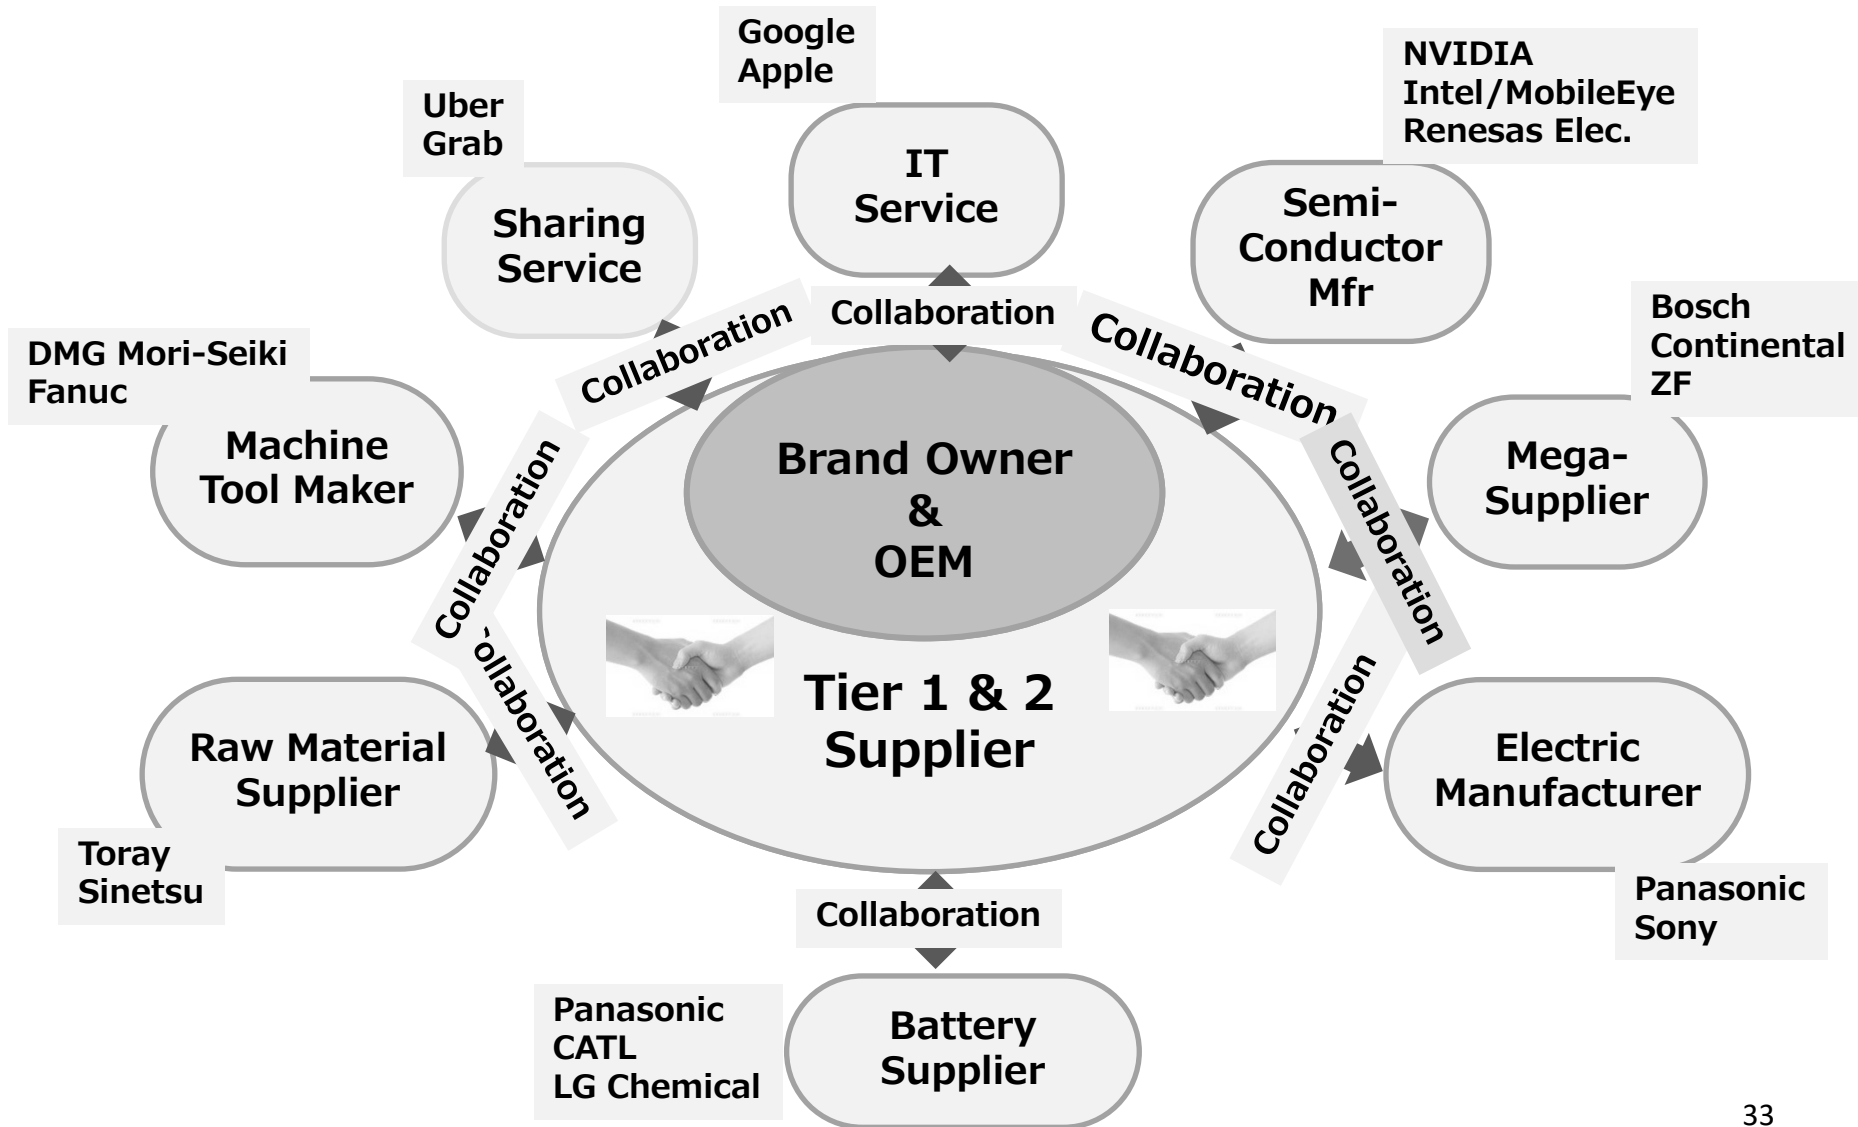 Google
Apple
NVIDIA
Intel/MobileEye
Renesas Elec.
Uber
Grab
IT
Service
Semi-
Conductor
Mfr
Sharing
Service
Bosch
Continental
ZF
Collaboration
Collaboration
Collaboration
DMG Mori-Seiki
Fanuc
Machine
Tool Maker
Brand Owner
&
OEM
Mega-
Supplier
Collaboration
Collaboration
Tier 1 & 2
Supplier
Raw Material
Supplier
Collaboration
Collaboration
Electric
Manufacturer
Toray
Sinetsu
Panasonic
Sony
Collaboration
Panasonic
CATL
LG Chemical
Battery
Supplier
33